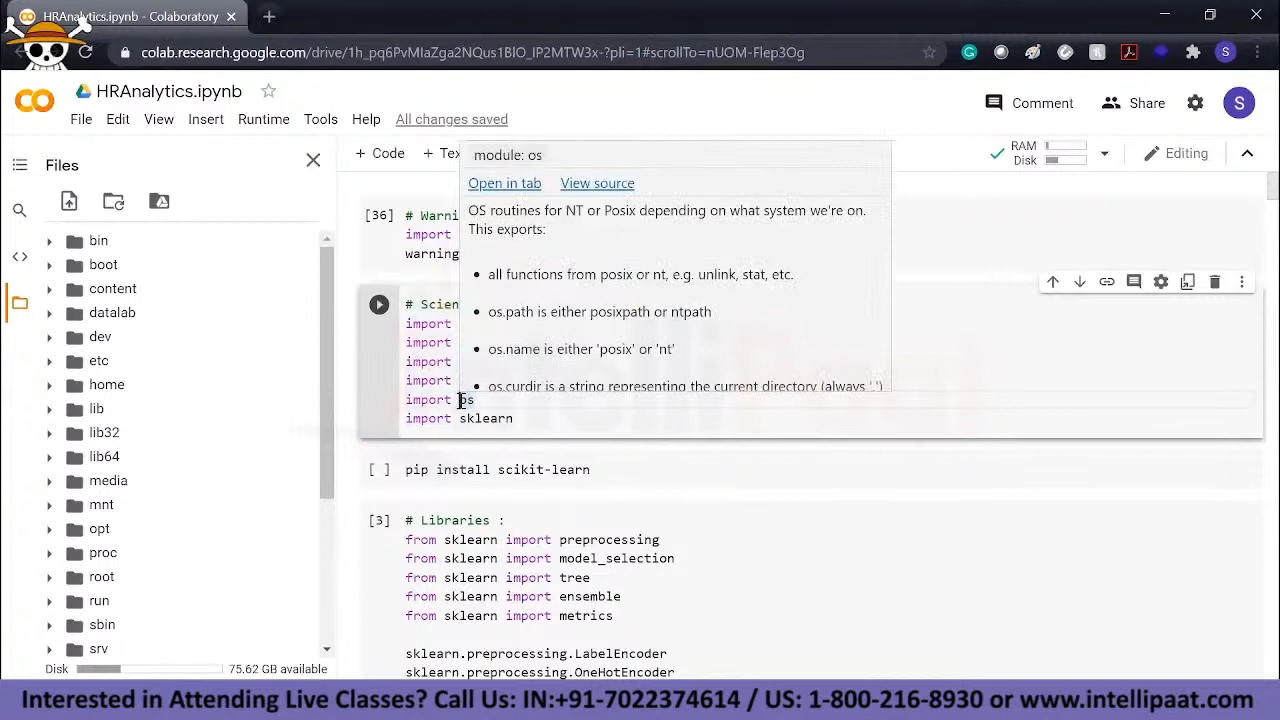 HRAnalytics.ipynb - Colaboratory
colab.research.google.com/drive/
S
HRAnalytics.ipynb
Comment
Share
S
File Edit View Insert Runtime Tools Help All changes saved
Files
+ Code + Tex
RAM
Disk
Editing
module: os
Open in tab View source
OS routines for NT or Posix depending on what system we're on.
This exports:
• all functions from posix or nt, e.g. unlink, stat, etc.
• os.path is either posixpath or ntpath
• os.name is either 'posix' or 'nt'
• os.curdir is a string representing the current directory (always '.')
[36] # Warni
import
warning
# Scien
import
import
import
import
import os
import sklearn
[ ] pip install scikit-learn
[3] # Libraries :
from sklearn import preprocessing
from sklearn import model_selection
from sklearn import tree
from sklearn import ensemble
from sklearn import metrics
sklearn.preprocessing.LabelEncoder
sklearn.preprocessing.OneHotEncoder
bin
boot
content
datalab
dev
etc
home
lib
lib32
lib64
media
mnt
opt
proc
root
run
sbin
srv
Disk 75.62 GB available
Interested in Attending Live Classes? Call Us: IN:+91-7022374614 / US: 1-800-216-8930 or www.intellipaat.com